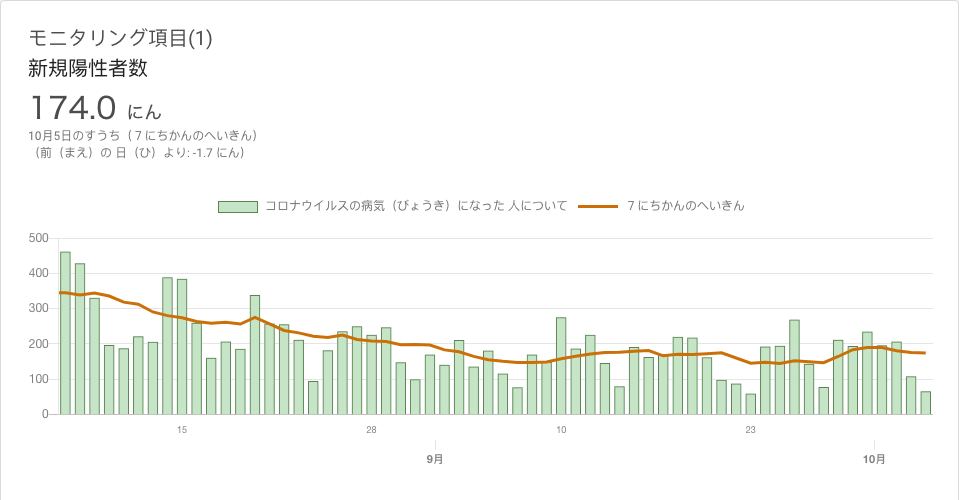 モニタリング項目(1)
新規陽性者数
174.0 にん
10月5日のすうち（７にちかんのへいきん）
（前（まえ）の 日（ひ）より: -1.7 にん）
コロナウイルスの病気（びょうき）になった 人について
７にちかんのへいきん
500
400
300
200
100
0
15
28
10
23
9月
10月